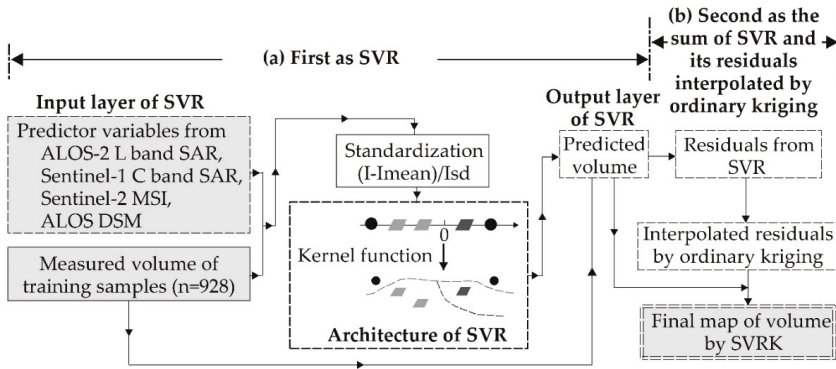 (a) First as SVR
(b) Second as the
sum of SVR and
its residuals
interpolated by
ordinary kriging
Input layer of SVR
Predictor variables from
ALOS-2 L band SAR,
Sentinel-1 C band SAR,
Sentinel-2 MSI,
ALOS DSM
Measured volume of
training samples (n=928)
Standardization
(I-Imean)/Isd
0
Kernel function
Architecture of SVR
Output layer
of SVR
Predicted
volume
Residuals from
SVR
Interpolated residuals
by ordinary kriging
Final map of volume
by SVRK